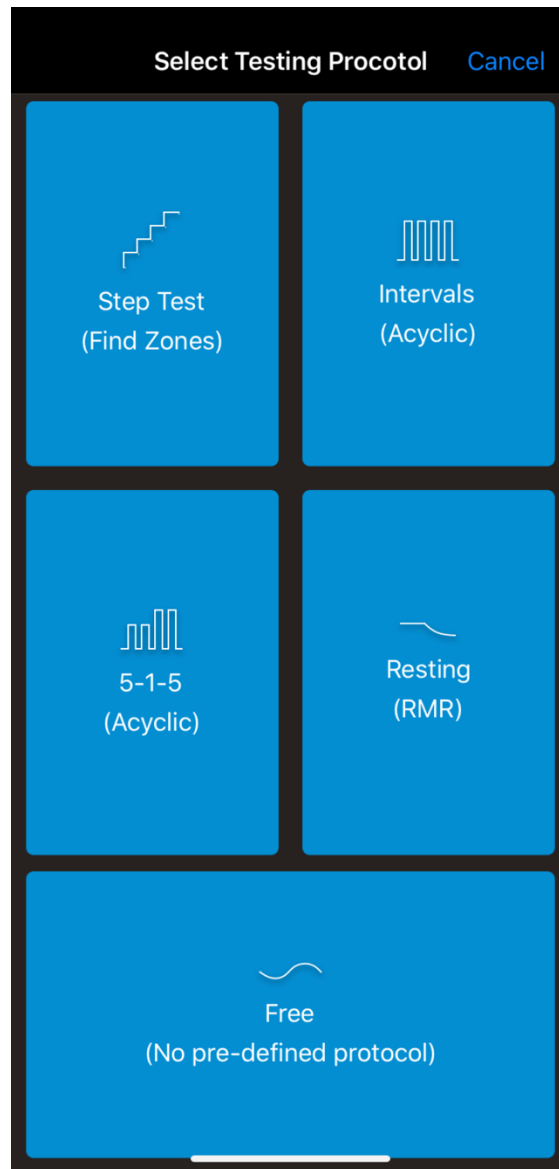 Select Testing Procotol
Cancel
Step Test
(Find Zones)
Intervals
(Acyclic)
5-1-5
(Acyclic)
Resting
(RMR)
Free
(No pre-defined protocol)